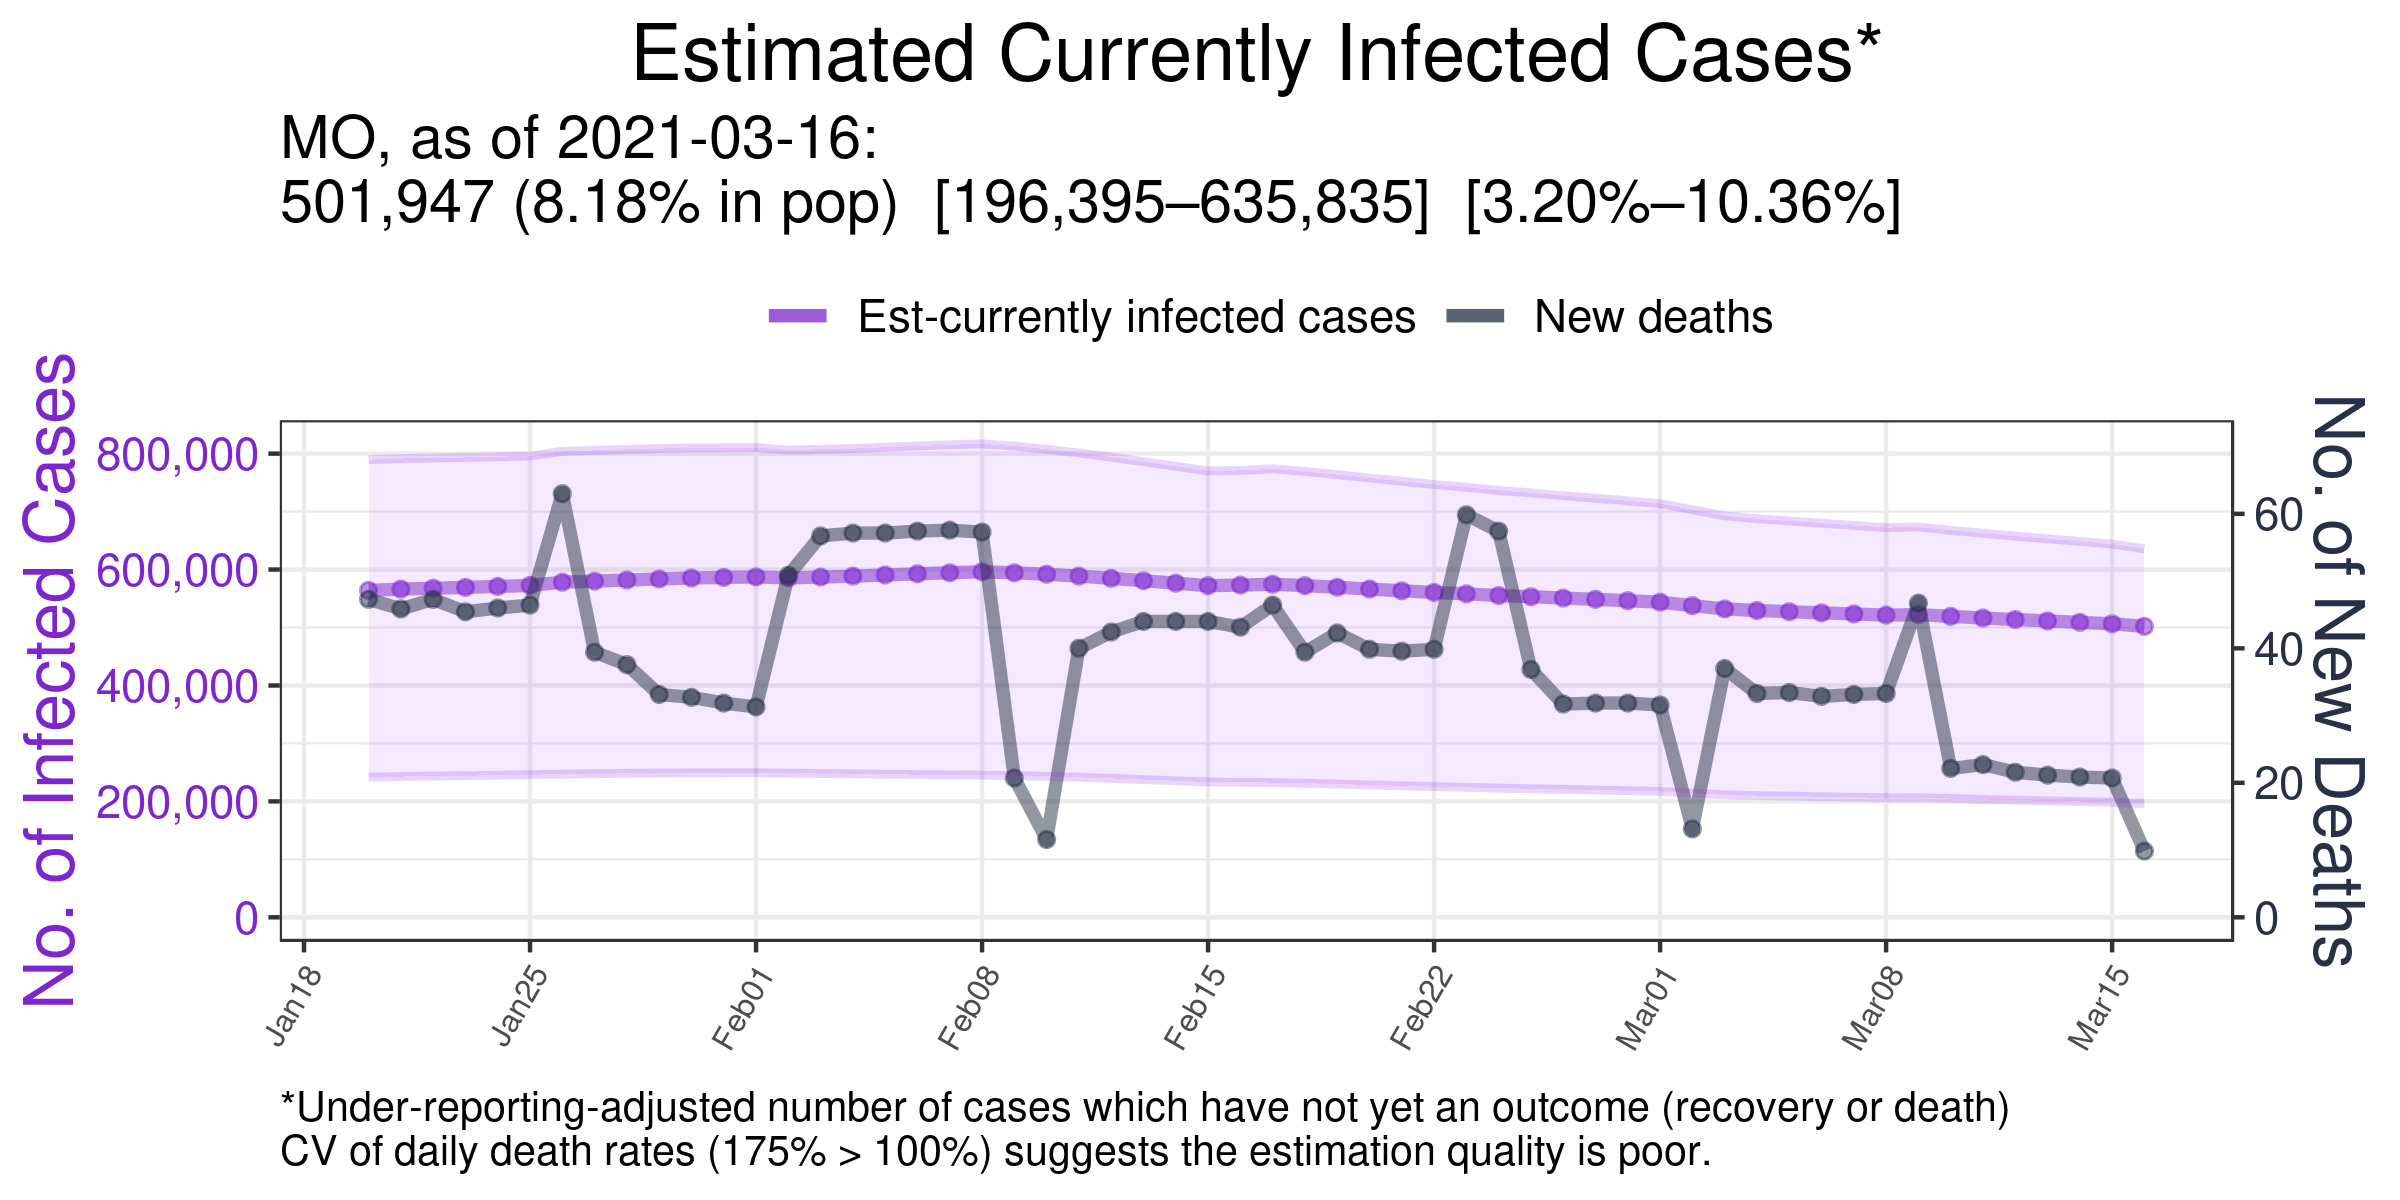 Estimated Currently Infected Cases*
MO, as of 2021-03-16:
501,947 (8.18% in pop)  [196,395–635,835]  [3.20%–10.36%]
Est-currently infected cases
New deaths
No. of Infected Cases
800,000
600,000
400,000
200,000
0
60
40
20
0
No. of New Deaths
Jan18
Jan25
Feb01
Feb08
Feb15
Feb22
Mar01
Mar08
Mar15
*Under-reporting-adjusted number of cases which have not yet an outcome (recovery or death)
CV of daily death rates (175% > 100%) suggests the estimation quality is poor.